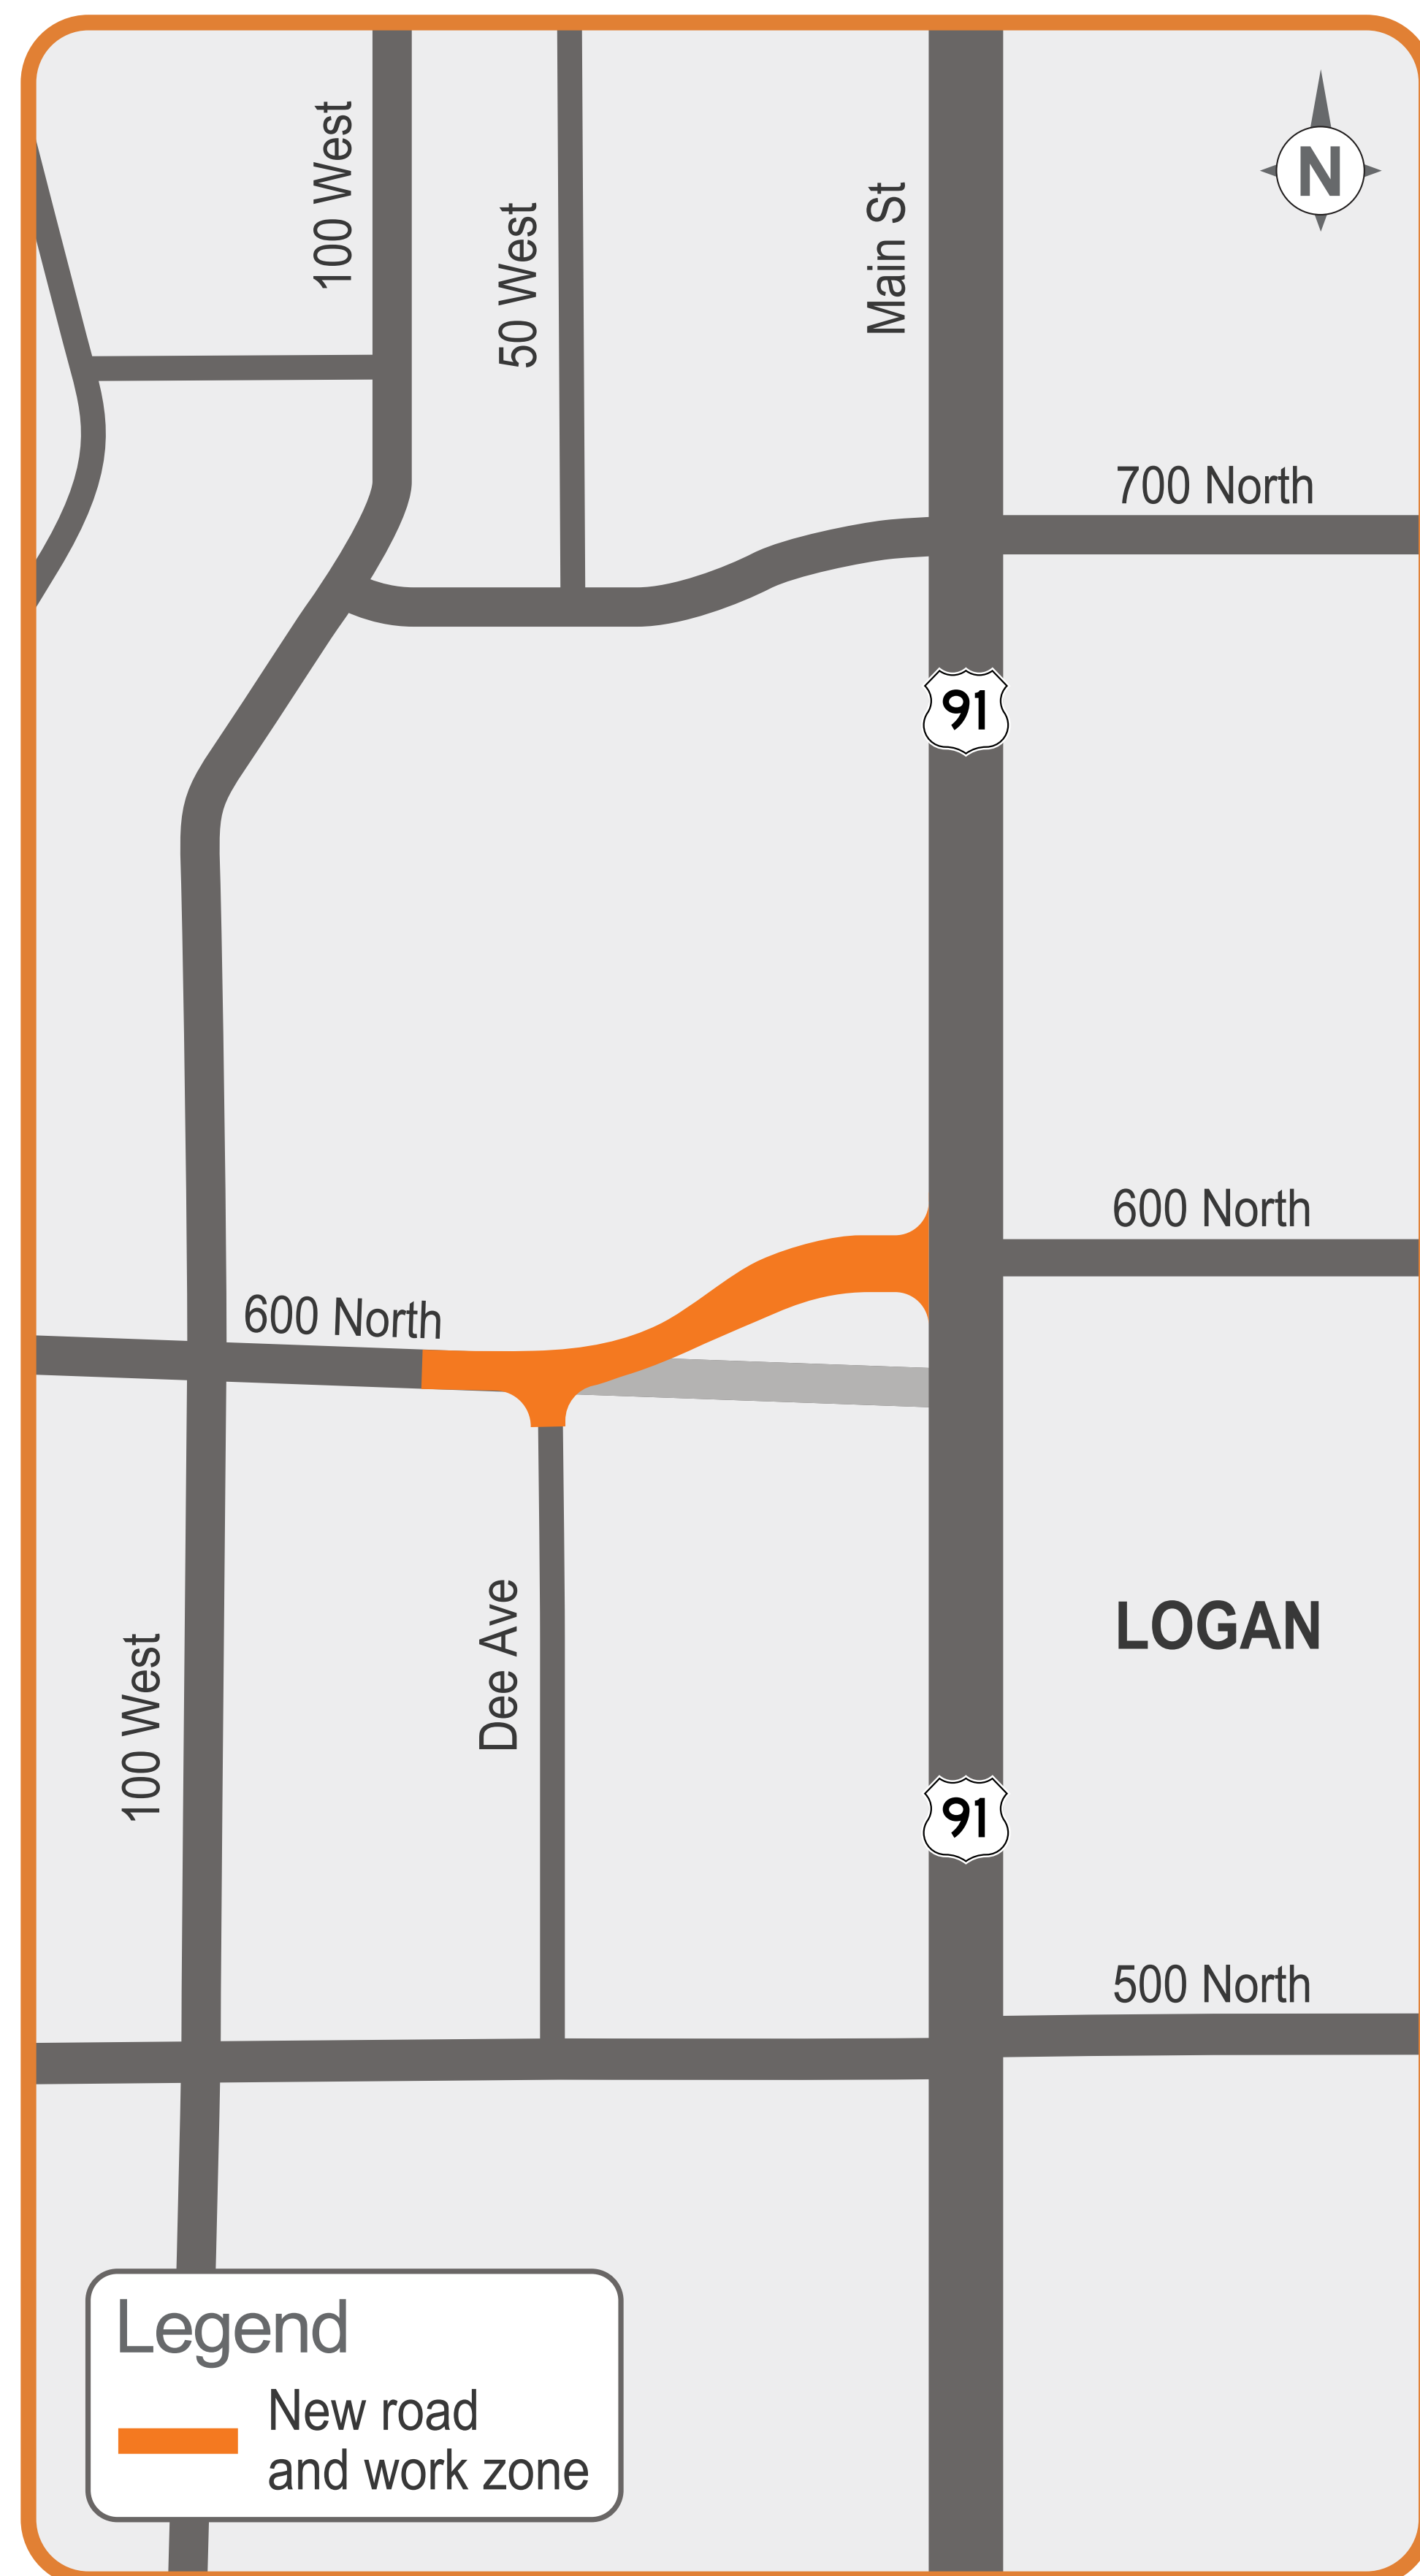 100 West
50 West
Main St
N
700 North
91
600 North
600 North
Dee Ave
LOGAN
100 West
91
500 North
Legend
New road
and work zone